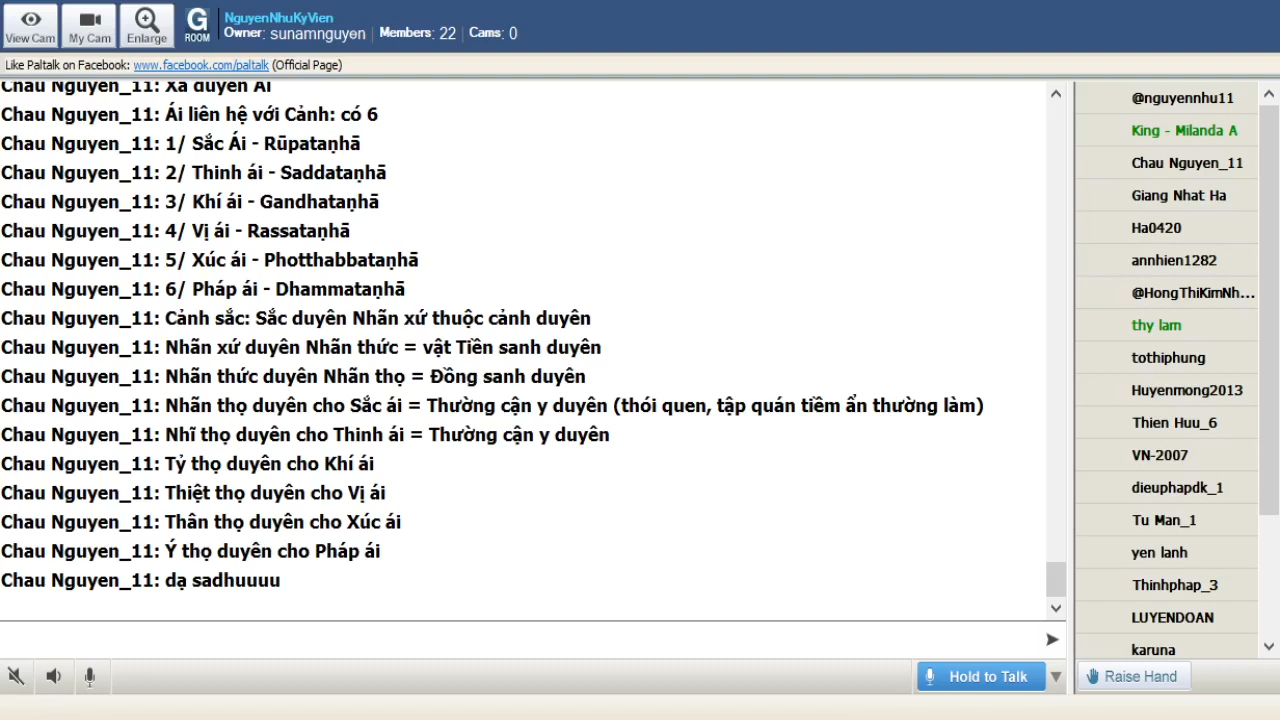 View Cam
My Cam
Enlarge
G
ROOM
NguyenNhuKyVien
Owner: sunamnguyen Members: 22 Cams: 0
Like Paltalk on Facebook: www.facebook.com/paltalk (Official Page)
Chau Nguyen_11: Xả duyên Ái
Chau Nguyen_11: Ái liên hệ với Cảnh: có 6
Chau Nguyen_11: 1/ Sắc Ái - Rūpataṇhā
Chau Nguyen_11: 2/ Thinh ái - Saddataṇhā
Chau Nguyen_11: 3/ Khí ái - Gandhataṇhā
Chau Nguyen_11: 4/ Vị ái - Rassataṇhā
Chau Nguyen_11: 5/ Xúc ái - Photthabbataṇhā
Chau Nguyen_11: 6/ Pháp ái - Dhammataṇhā
Chau Nguyen_11: Cảnh sắc: Sắc duyên Nhãn xứ thuộc cảnh duyên
Chau Nguyen_11: Nhãn xứ duyên Nhãn thức = vật Tiền sanh duyên
Chau Nguyen_11: Nhãn thức duyên Nhãn thọ = Đồng sanh duyên
Chau Nguyen_11: Nhãn thọ duyên cho Sắc ái = Thường cận y duyên (thói quen, tập quán tiềm ẩn thường làm)
Chau Nguyen_11: Nhĩ thọ duyên cho Thinh ái = Thường cận y duyên
Chau Nguyen_11: Tỷ thọ duyên cho Khí ái
Chau Nguyen_11: Thiệt thọ duyên cho Vị ái
Chau Nguyen_11: Thân thọ duyên cho Xúc ái
Chau Nguyen_11: Ý thọ duyên cho Pháp ái
Chau Nguyen_11: dạ sadhuuuu
@nguyennhu11
King - Milanda A
Chau Nguyen_11
Giang Nhat Ha
Ha0420
annhien1282
@HongThiKimNh...
thy lam
tothiphung
Huyenmong2013
Thien Huu_6
VN-2007
dieuphapdk_1
Tu Man_1
yen lanh
Thinhphap_3
LUYENDOAN
karuna
Hold to Talk
Raise Hand